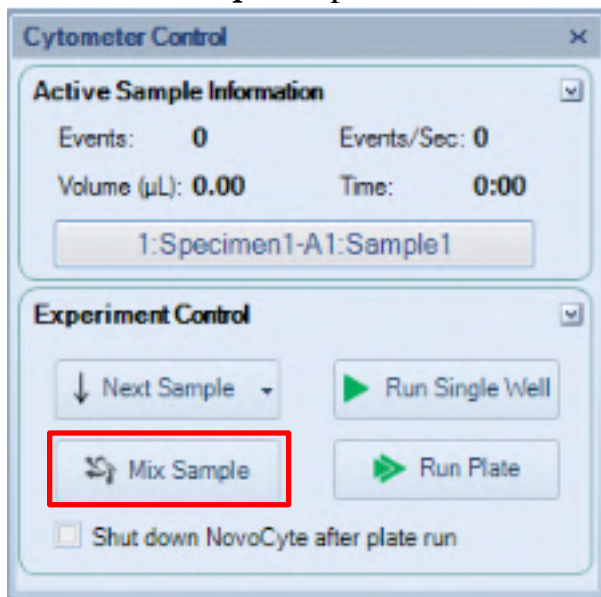 Cytometer Control
Active Sample Information
Events: 0 Events/Sec: 0
Volume (µL): 0.00 Time: 0:00
1:Specimen1-A1:Sample1
Experiment Control
Next Sample Run Single Well
Mix Sample Run Plate
Shut down NovoCyte after plate run